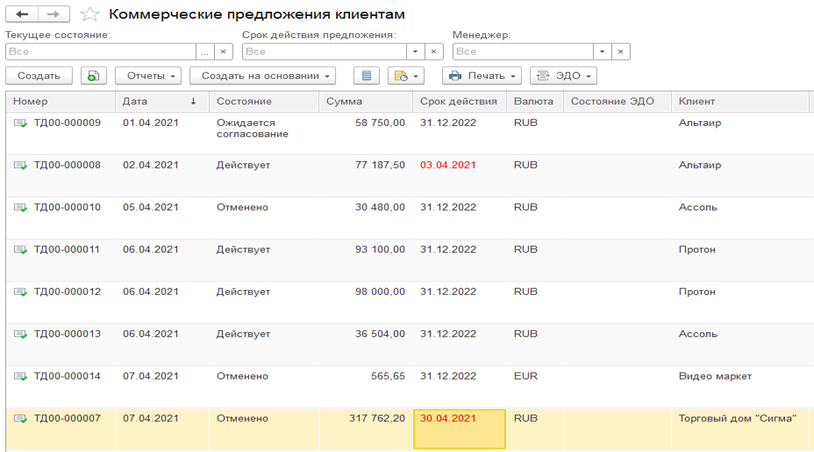 Коммерческие предложения клиентам
Текущее состояние: Срок действия предложения: Менеджер:
Все ... × Все × Все ×
Создать Отчеты Создать на основании Печать ЭДО
Номер Дата ↓ Состояние Сумма Срок действия Валюта Состояние ЭДО Клиент
ТД00-000009 01.04.2021 Ожидается согласование 58 750,00 31.12.2022 RUB Альтаир
ТД00-000008 02.04.2021 Действует 77 187,50 03.04.2021 RUB Альтаир
ТД00-000010 05.04.2021 Отменено 30 480,00 31.12.2022 RUB Ассоль
ТД00-000011 06.04.2021 Действует 93 100,00 31.12.2022 RUB Протон
ТД00-000012 06.04.2021 Действует 98 000,00 31.12.2022 RUB Протон
ТД00-000013 06.04.2021 Действует 36 504,00 31.12.2022 RUB Ассоль
ТД00-000014 07.04.2021 Отменено 565,65 31.12.2022 EUR Видео маркет
ТД00-000007 07.04.2021 Отменено 317 762,20 30.04.2021 RUB Торговый дом "Сигма"